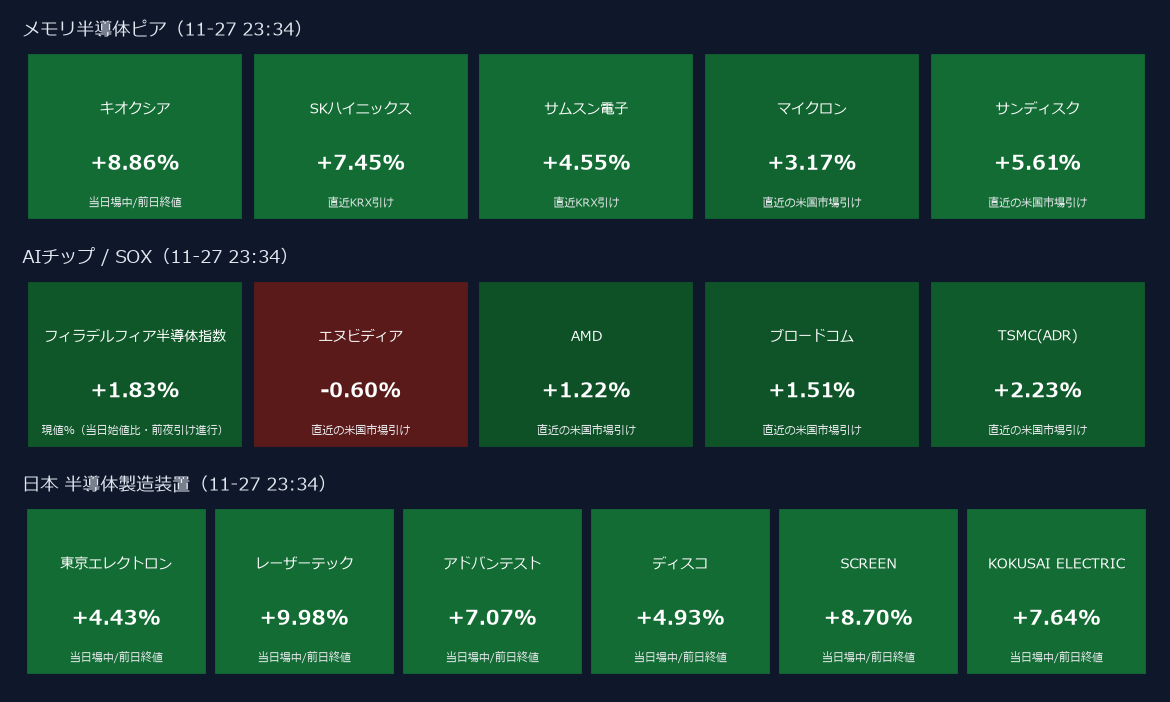 メモリ半導体ピア（11-27 23:34）
キオクシア
+8.86%
当日場中/前日終値
SKハイニックス
+7.45%
直近KRX引け
サムスン電子
+4.55%
直近KRX引け
マイクロン
+3.17%
直近の米国市場引け
サンディスク
+5.61%
直近の米国市場引け
AIチップ / SOX（11-27 23:34）
フィラデルフィア半導体指数
+1.83%
現値%（当日始値比・前夜引け進行）
エヌビディア
-0.60%
直近の米国市場引け
AMD
+1.22%
直近の米国市場引け
ブロードコム
+1.51%
直近の米国市場引け
TSMC(ADR)
+2.23%
直近の米国市場引け
日本 半導体製造装置（11-27 23:34）
東京エレクトロン
+4.43%
当日場中/前日終値
レーザーテック
+9.98%
当日場中/前日終値
アドバンテスト
+7.07%
当日場中/前日終値
ディスコ
+4.93%
当日場中/前日終値
SCREEN
+8.70%
当日場中/前日終値
KOKUSAI ELECTRIC
+7.64%
当日場中/前日終値